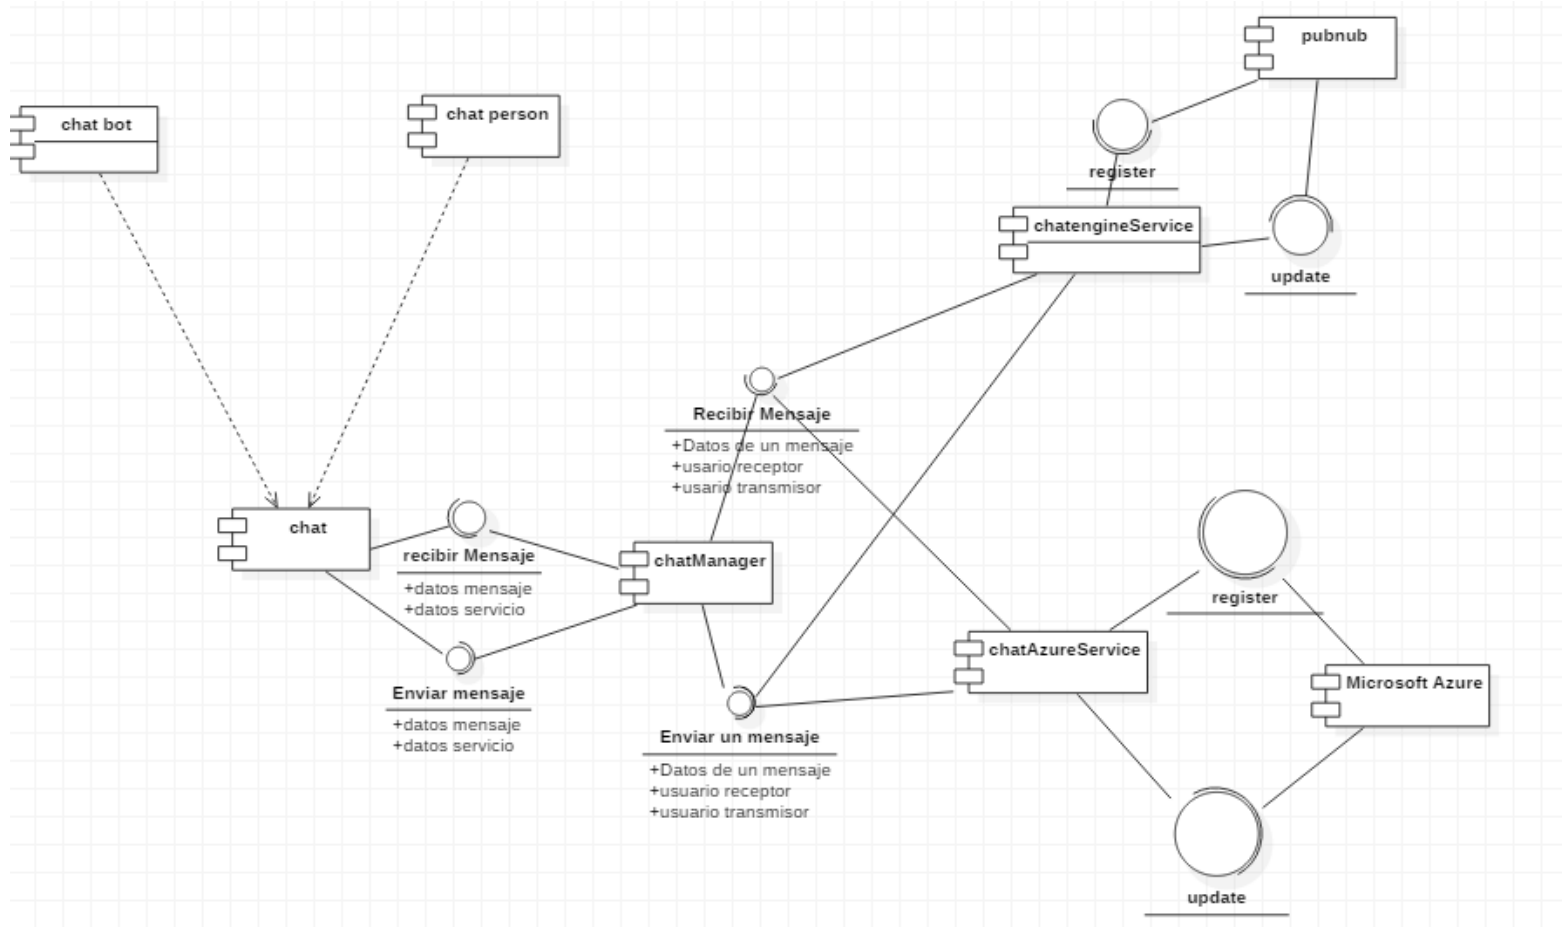 pubnub
chat bot
chat person
register
chatengineService
update
Recibir Mensaje
+Datos de un mensaje
+usario receptor
+usario transmisor
chat
recibir Mensaje
+datos mensaje
+datos servicio
chatManager
register
chatAzureService
Microsoft Azure
Enviar mensaje
+datos mensaje
+datos servicio
Enviar un mensaje
+Datos de un mensaje
+usuario receptor
+usuario transmisor
update